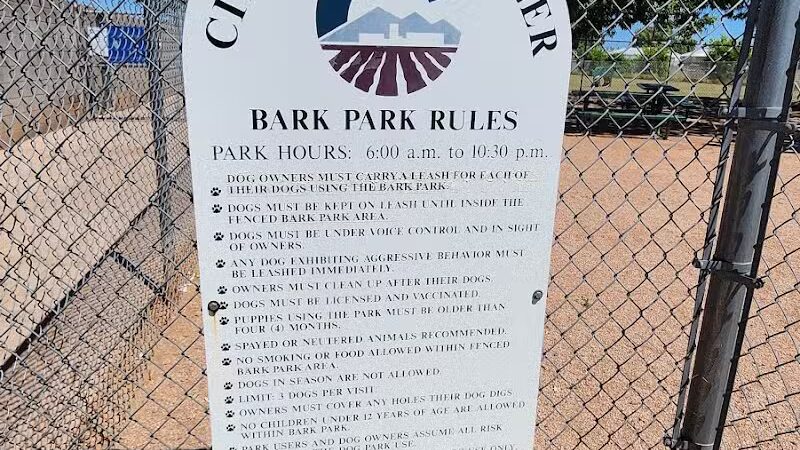 BARK PARK RULES
PARK HOURS: 6:00 a.m. to 10:30 p.m.
DOG OWNERS MUST CARRY A LEASH FOR EACH OF
THEIR DOGS USING THE BARK PARK.
DOGS MUST BE KEPT ON LEASH UNTIL INSIDE THE
FENCED BARK PARK AREA.
DOGS MUST BE UNDER VOICE CONTROL AND IN SIGHT
OF OWNERS.
ANY DOG EXHIBITING AGGRESSIVE BEHAVIOR MUST
BE LEASHED IMMEDIATELY.
OWNERS MUST CLEAN UP AFTER THEIR DOGS
DOGS MUST BE LICENSED AND VACCINATED.
PUPPIES USING THE PARK MUST BE OLDER THAN
FOUR (4) MONTHS.
SPAYED OR NEUTERED ANIMALS RECOMMENDED.
NO SMOKING OR FOOD ALLOWED WITHIN FENCED
BARK PARK AREA.
DOGS IN SEASON ARE NOT ALLOWED.
LIMIT: 3 DOGS PER VISIT.
OWNERS MUST COVER ANY HOLES THEIR DOG DIGS
NO CHILDREN UNDER 12 YEARS OF AGE ARE ALLOWED
WITHIN BARK PARK.
PARK USERS AND DOG OWNERS ASSUME ALL RISK
DOG PARK USE.
USE ONLY.